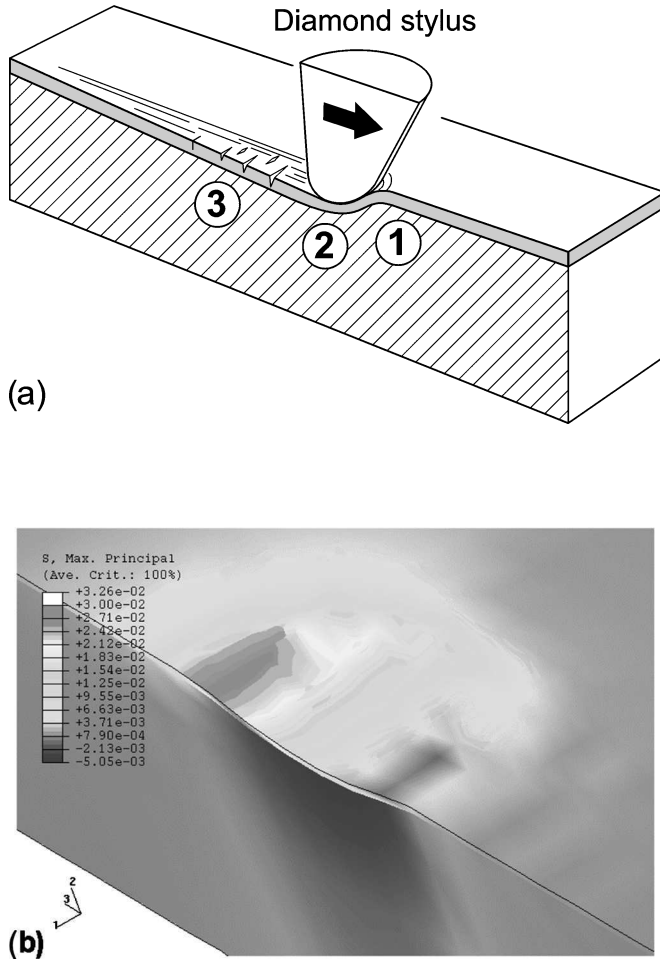 Diamond stylus
3
2
1
(a)
S, Max. Principal
(Ave. Crit.: 100%)
+3.26e-02
+3.00e-02
+2.71e-02
+2.42e-02
+2.12e-02
+1.83e-02
+1.54e-02
+1.25e-02
+9.55e-03
+6.63e-03
+3.71e-03
+7.90e-04
-2.13e-03
-5.05e-03
2
3
1
(b)